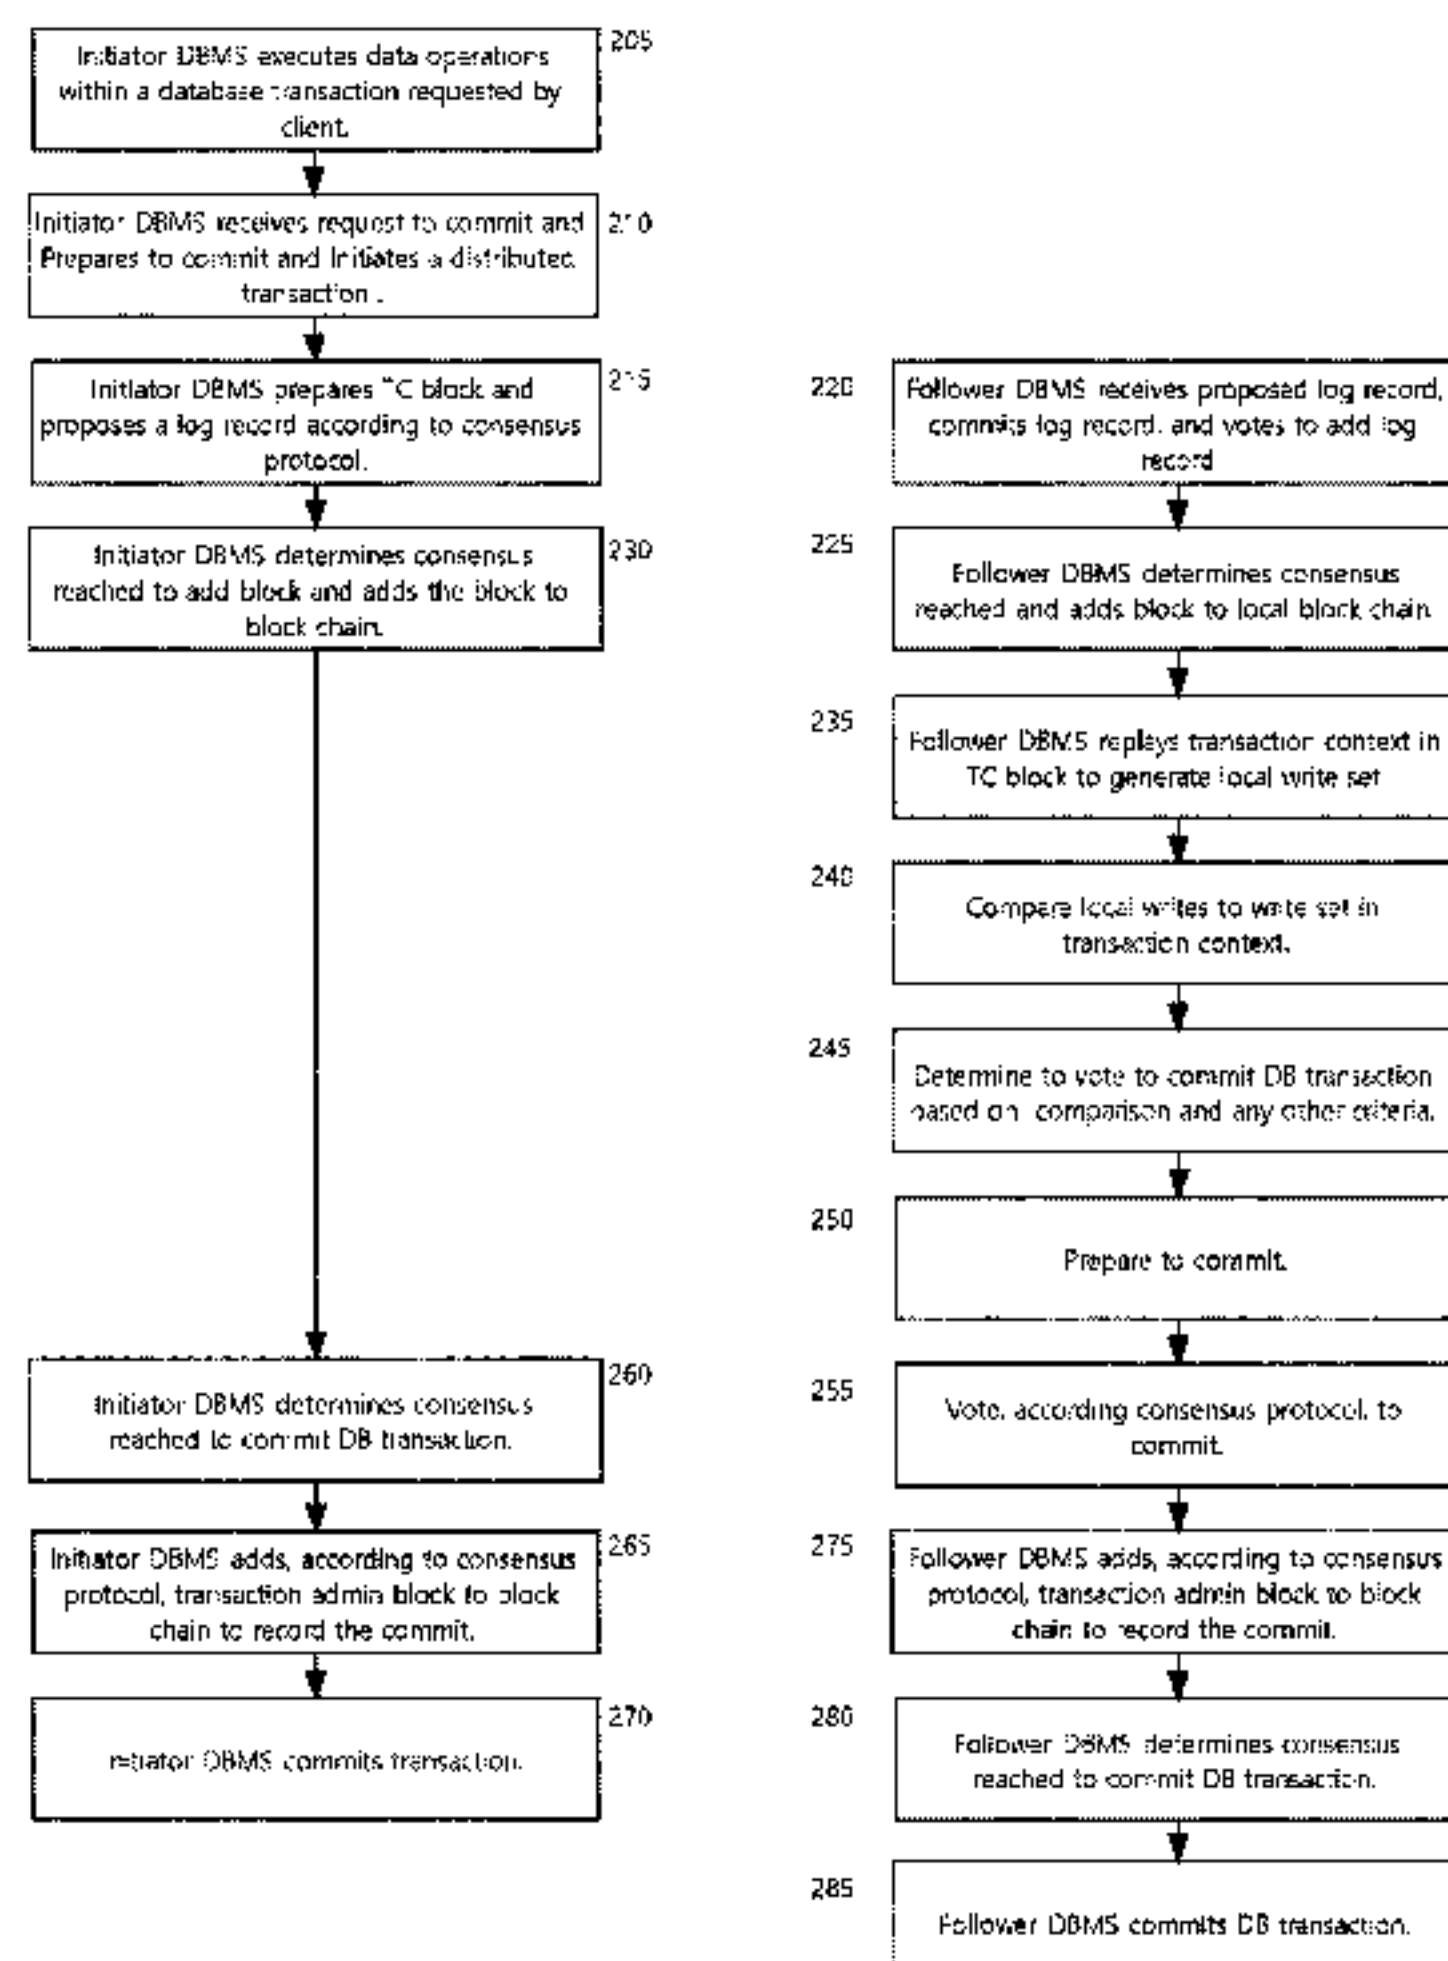 205
Initiator DBMS executes data operations
within a database transaction requested by
client.
210
Initiator DBMS receives request to commit and
Prepares to commit and Initiates a distributed
transaction .
215
Initiator DBMS prepares TC block and
proposes a log record according to consensus
protocol.
230
Initiator DBMS determines consensus
reached to add block and adds the block to
block chain.
260
Initiator DBMS determines consensus
reached to commit DB transaction.
265
Initiator DBMS adds, according to consensus
protocol, transaction admin block to block
chain to record the commit.
270
Initiator DBMS commits transaction.
220
Follower DBMS receives proposed log record,
commits log record, and votes to add log
record
225
Follower DBMS determines consensus
reached and adds block to local block chain
235
Follower DBMS replays transaction context in
TC block to generate local write set
240
Compare local writes to write set in
transaction context.
245
Determine to vote to commit DB transaction
based on comparison and any other criteria.
250
Prepare to commit.
255
Vote, according consensus protocol, to
commit.
275
Follower DBMS adds, according to consensus
protocol, transaction admin block to block
chain to record the commit.
280
Follower DBMS determines consensus
reached to commit DB transaction.
285
Follower DBMS commits DB transaction.